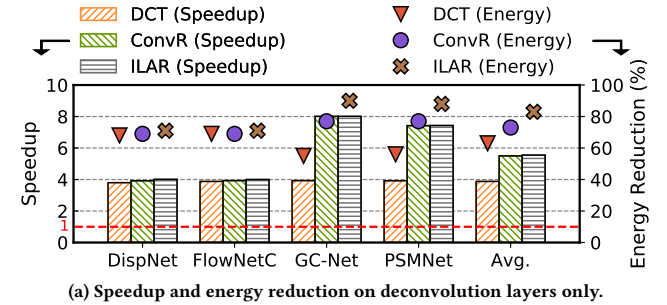 DCT (Speedup) DCT (Energy)
ConvR (Speedup) ConvR (Energy)
ILAR (Speedup) ILAR (Energy)
Speedup
10
8
6
4
2
1
0
100
80
60
40
20
0
Energy Reduction (%)
DispNet FlowNetC GC-Net PSMNet Avg.
(a) Speedup and energy reduction on deconvolution layers only.